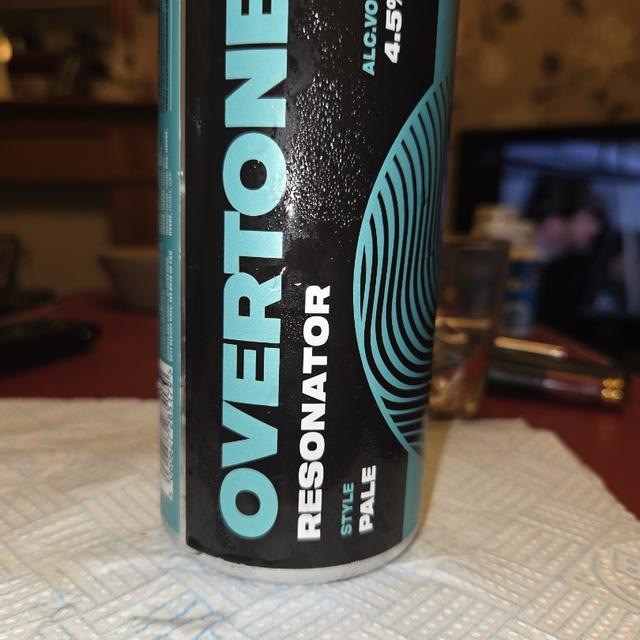 OVERTONE
RESONATOR
STYLE
PALE
ALC.VO
4.5%